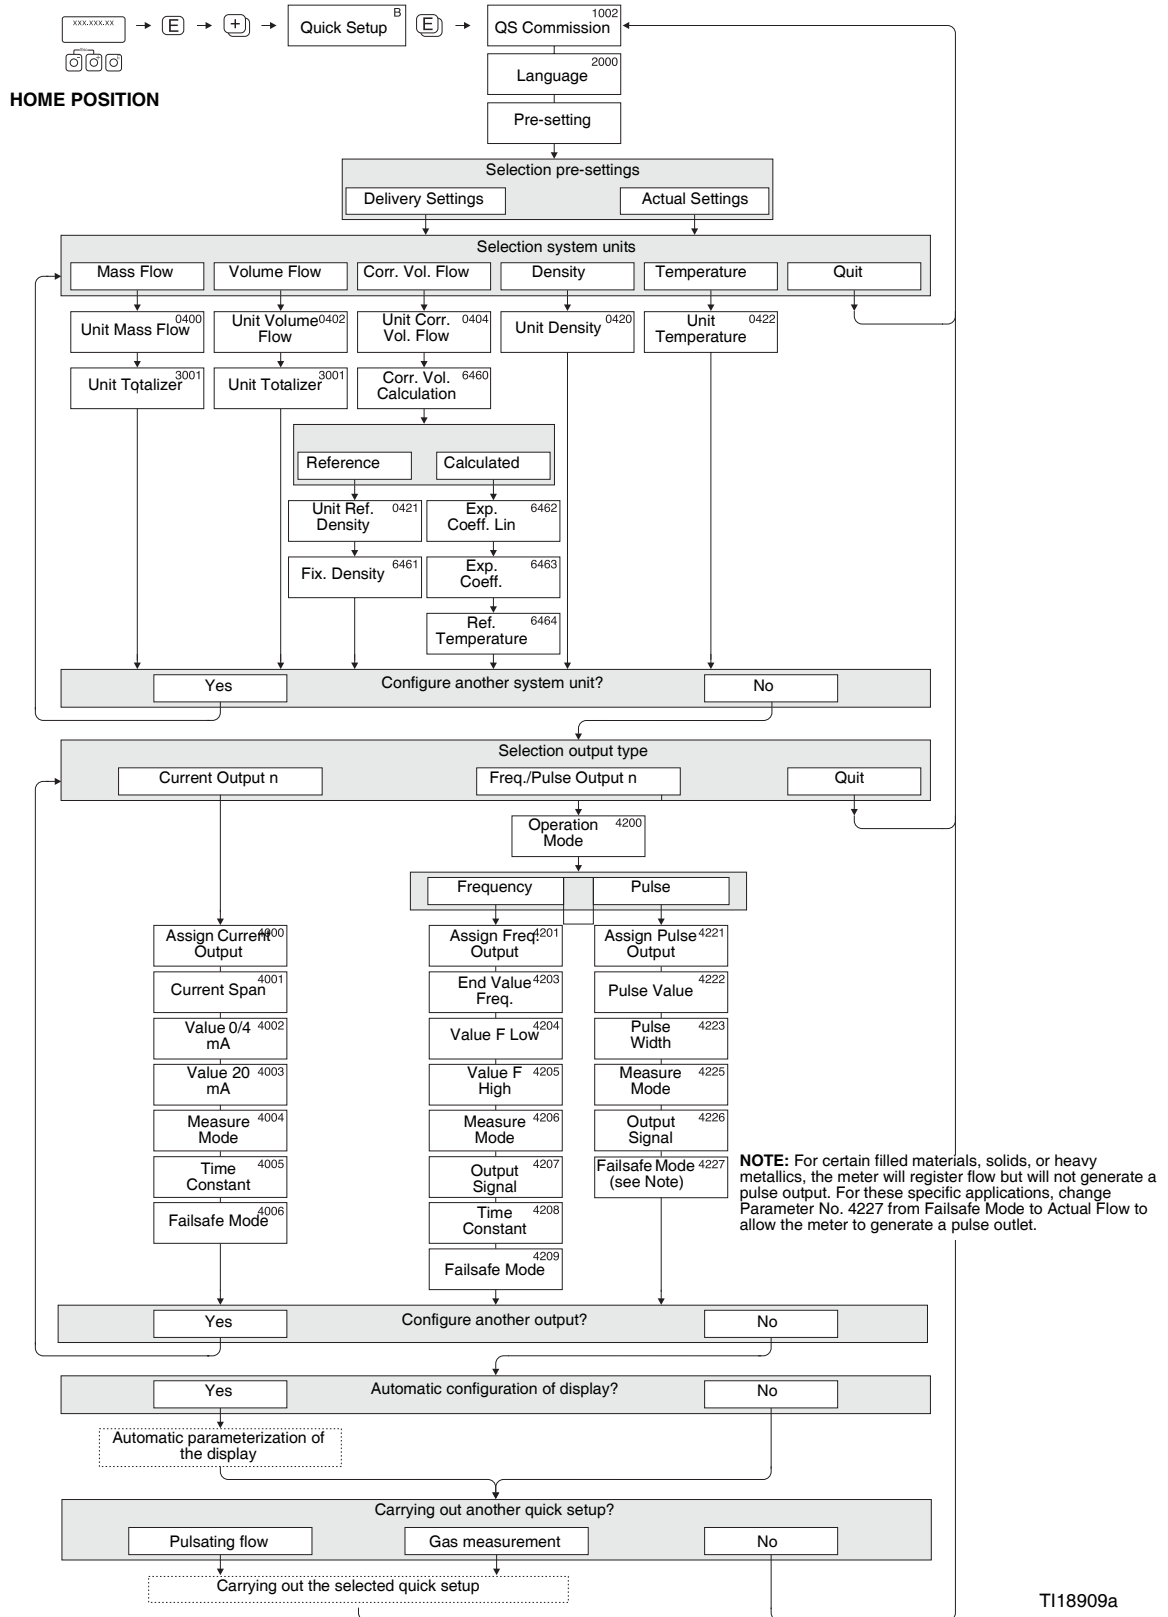 xxx.xxx.xx
E
+
B
Quick Setup
E
1002
QS Commission
Esc
- + E
HOME POSITION
2000
Language
Pre-setting
Selection pre-settings
Delivery Settings
Actual Settings
Selection system units
Mass Flow
Volume Flow
Corr. Vol. Flow
Density
Temperature
Quit
0400
Unit Mass Flow
0402
Unit Volume
Flow
0404
Unit Corr.
Vol. Flow
0420
Unit Density
0422
Unit
Temperature
3001
Unit Totalizer
3001
Unit Totalizer
6460
Corr. Vol.
Calculation
Reference
Calculated
0421
Unit Ref.
Density
6462
Exp.
Coeff. Lin
6461
Fix. Density
6463
Exp.
Coeff.
6464
Ref.
Temperature
Yes
Configure another system unit?
No
Selection output type
Current Output n
Freq./Pulse Output n
Quit
4200
Operation
Mode
Frequency
Pulse
4000
Assign Current
Output
4201
Assign Freq.
Output
4221
Assign Pulse
Output
4001
Current Span
4203
End Value
Freq.
4222
Pulse Value
4002
Value 0/4
mA
4204
Value F Low
4223
Pulse
Width
4003
Value 20
mA
4205
Value F
High
4225
Measure
Mode
4004
Measure
Mode
4206
Measure
Mode
4226
Output
Signal
4005
Time
Constant
4207
Output
Signal
4227
Failsafe Mode
(see Note)
NOTE: For certain filled materials, solids, or heavy
metallics, the meter will register flow but will not generate a
pulse output. For these specific applications, change
Parameter No. 4227 from Failsafe Mode to Actual Flow to
allow the meter to generate a pulse outlet.
4006
Failsafe Mode
4208
Time
Constant
4209
Failsafe Mode
Yes
Configure another output?
No
Yes
Automatic configuration of display?
No
Automatic parameterization of
the display
Carrying out another quick setup?
Pulsating flow
Gas measurement
No
Carrying out the selected quick setup
TI18909a